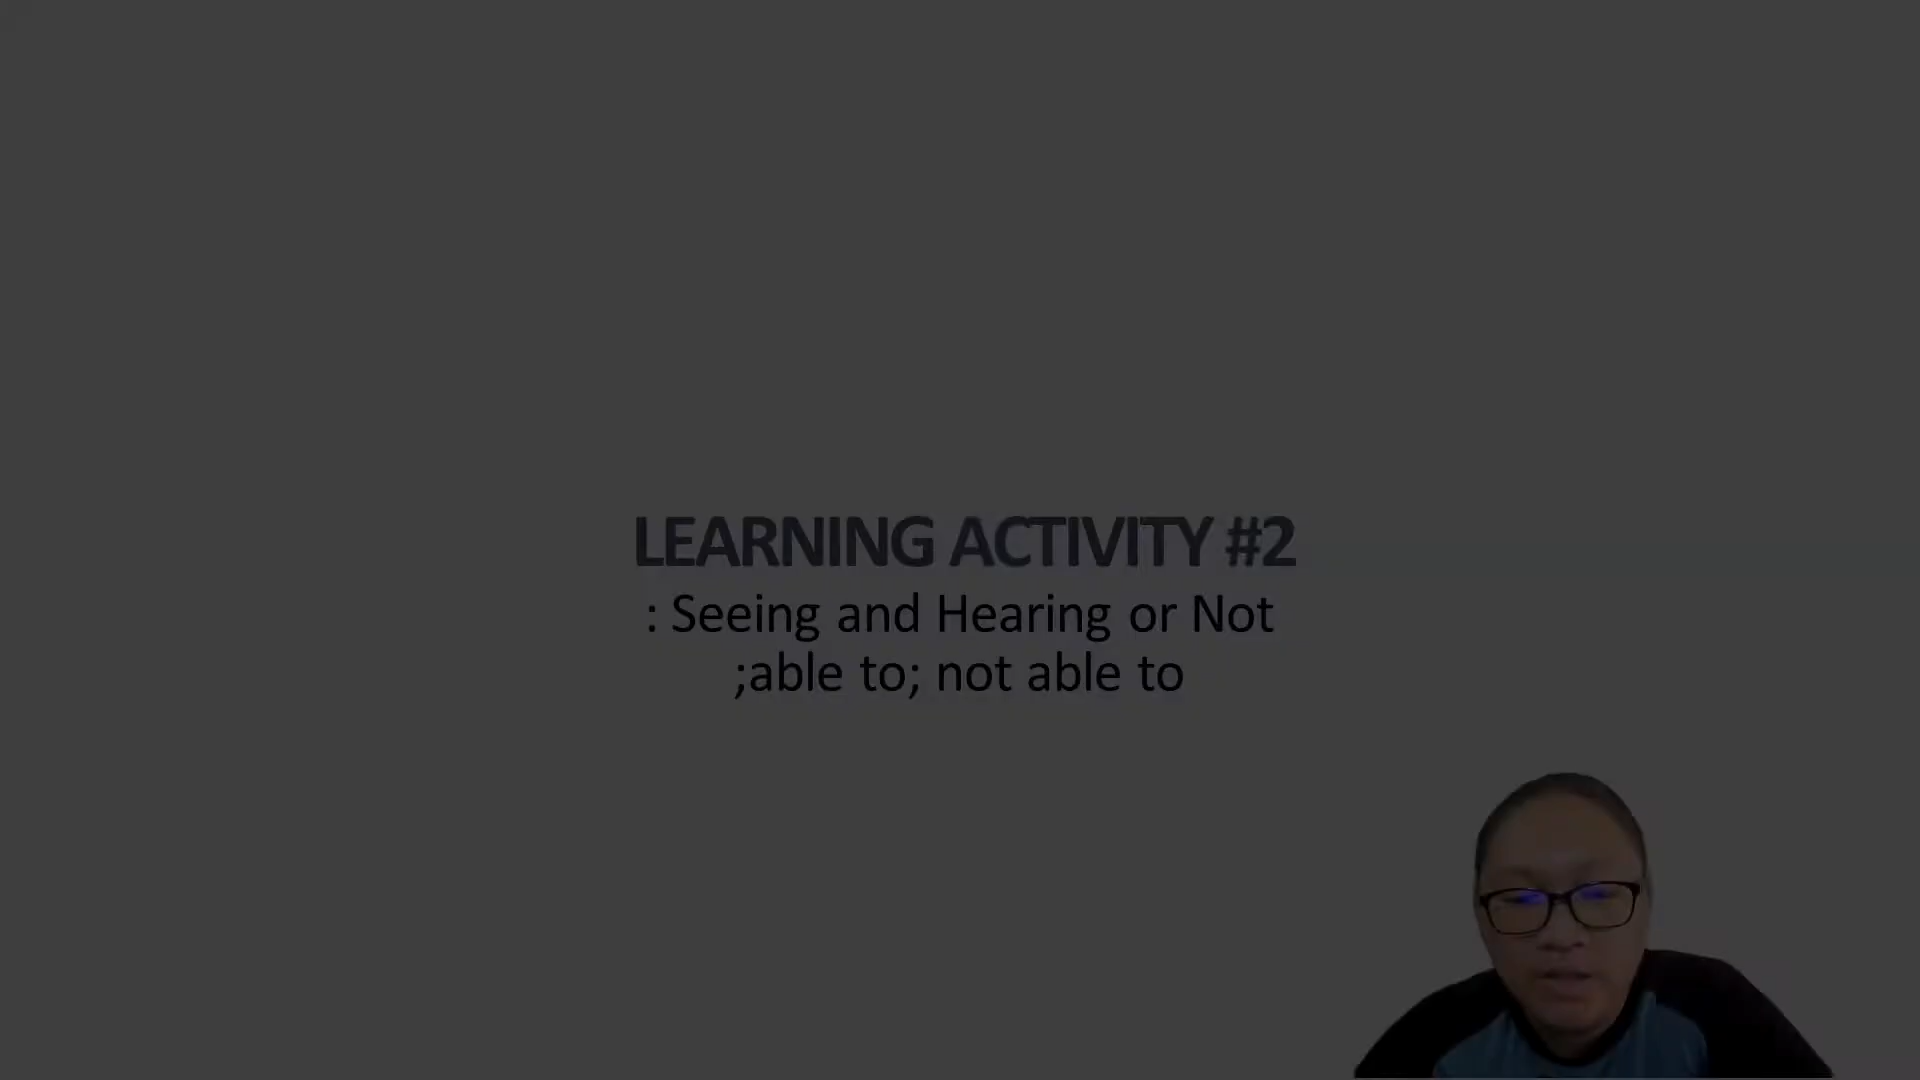 LEARNING ACTIVITY #2
: Seeing and Hearing or Not
;able to; not able to